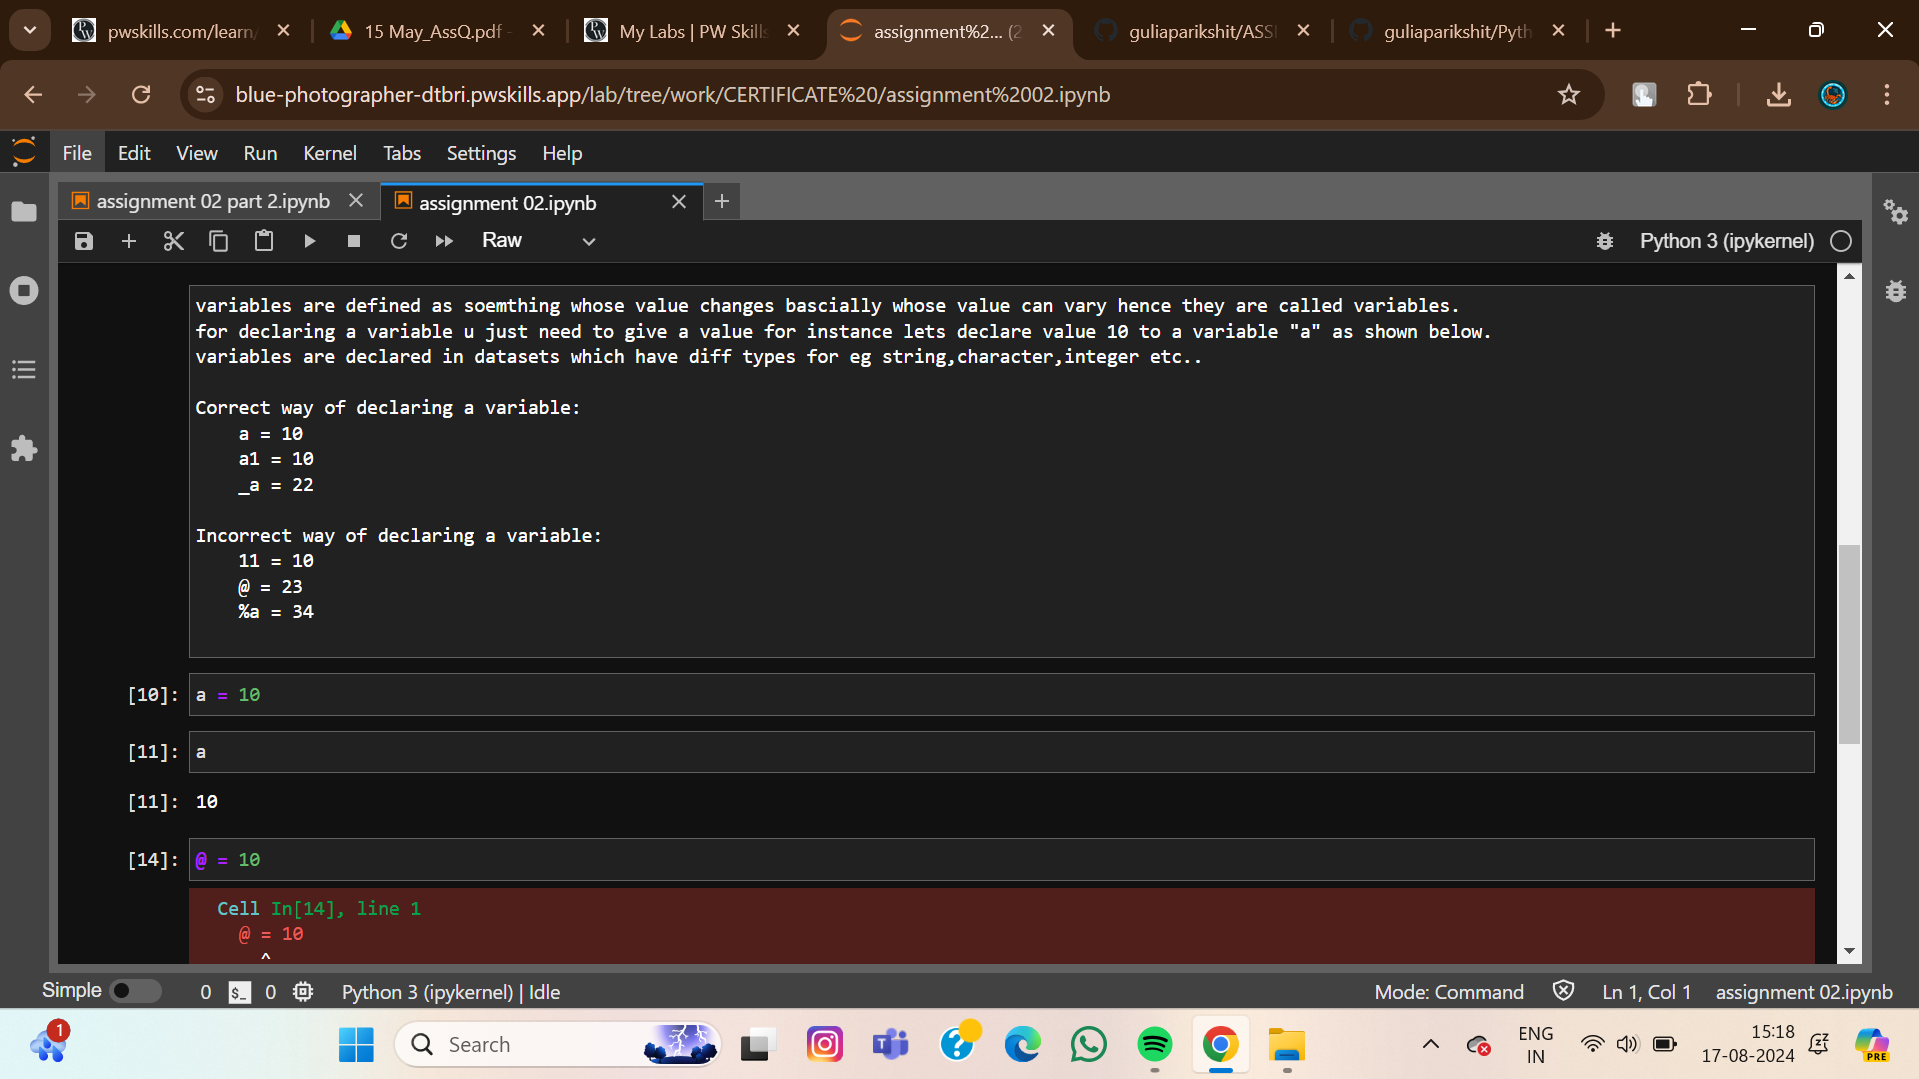 pwskills.com/learn/
15 May_AssQ.pdf -
My Labs | PW Skills
assignment%2... (2
guliaparikshit/ASSI
guliaparikshit/Pyth
blue-photographer-dtbri.pwskills.app/lab/tree/work/CERTIFICATE%20/assignment%2002.ipynb
File Edit View Run Kernel Tabs Settings Help
assignment 02 part 2.ipynb
assignment 02.ipynb
Raw
Python 3 (ipykernel)
variables are defined as soemthing whose value changes bascially whose value can vary hence they are called variables.
for declaring a variable u just need to give a value for instance lets declare value 10 to a variable "a" as shown below.
variables are declared in datasets which have diff types for eg string,character,integer etc..
Correct way of declaring a variable:
a = 10
a1 = 10
_a = 22
Incorrect way of declaring a variable:
11 = 10
@ = 23
%a = 34
[10]: a = 10
[11]: a
[11]: 10
[14]: @ = 10
Cell In[14], line 1
@ = 10
^
Simple 0 $_ 0 Python 3 (ipykernel) | Idle
Mode: Command Ln 1, Col 1 assignment 02.ipynb
1
Search
ENG
IN
15:18
17-08-2024
PRE